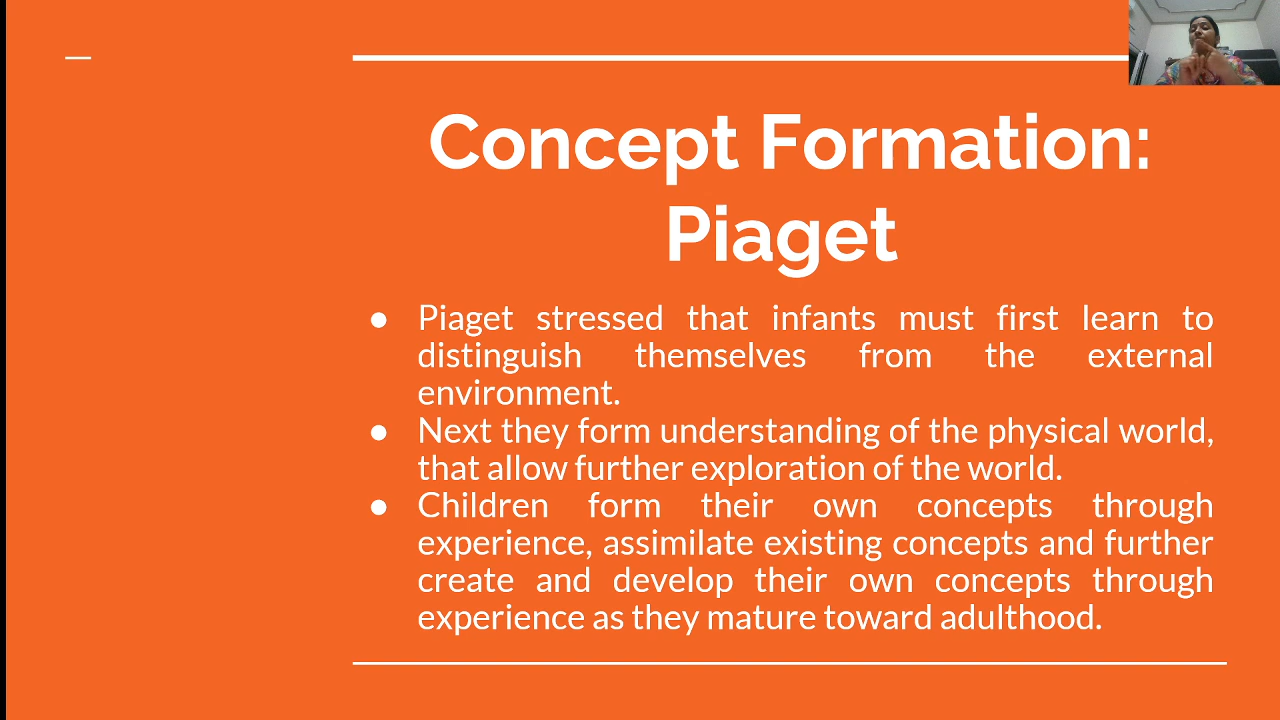 Concept Formation:
Piaget
● Piaget stressed that infants must first learn to
distinguish themselves from the external
environment.
● Next they form understanding of the physical world,
that allow further exploration of the world.
● Children form their own concepts through
experience, assimilate existing concepts and further
create and develop their own concepts through
experience as they mature toward adulthood.